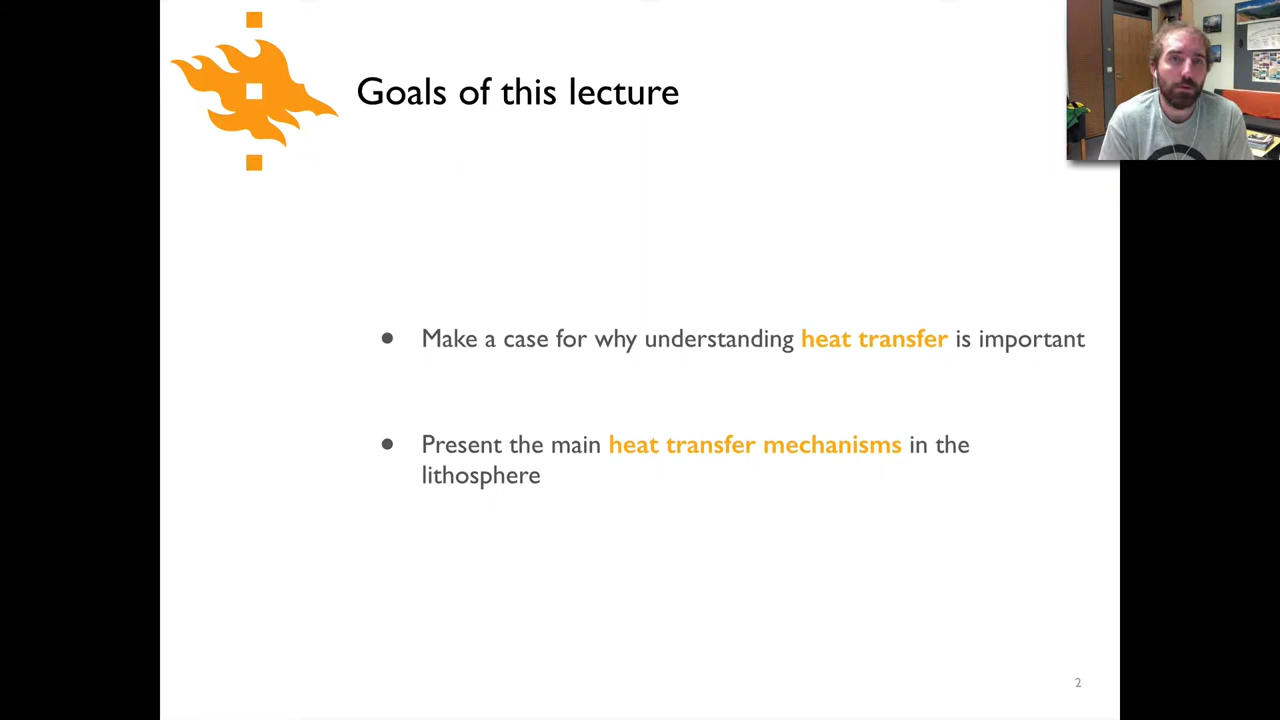 Goals of this lecture
● Make a case for why understanding heat transfer is important
● Present the main heat transfer mechanisms in the
lithosphere
2